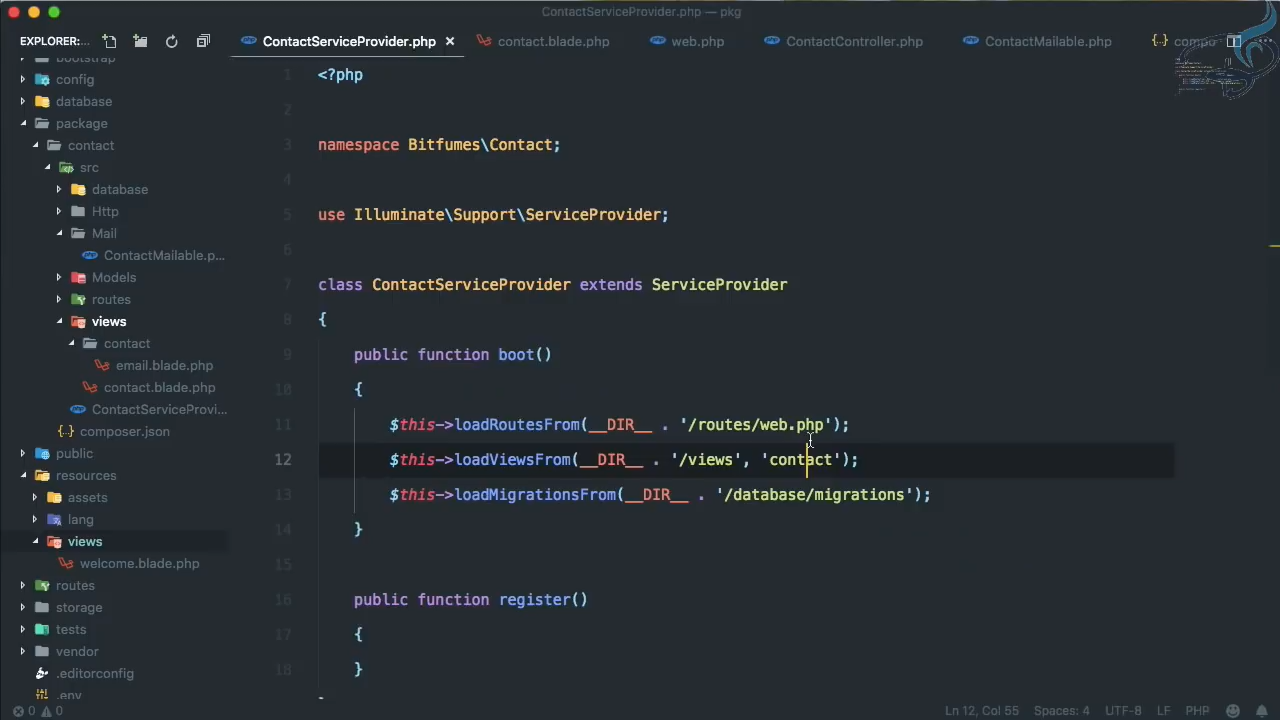 ContactServiceProvider.php — pkg
EXPLORER:...
ContactServiceProvider.php
contact.blade.php
web.php
ContactController.php
ContactMailable.php
{}
bootstrap
config
database
package
contact
src
database
Http
Mail
ContactMailable.p...
Models
routes
views
contact
email.blade.php
contact.blade.php
ContactServiceProvi...
{} composer.json
public
resources
assets
lang
views
welcome.blade.php
routes
storage
tests
vendor
.editorconfig
.env
1 <?php
2
3 namespace Bitfumes\Contact;
4
5 use Illuminate\Support\ServiceProvider;
6
7 class ContactServiceProvider extends ServiceProvider
8 {
9 public function boot()
10 {
11 $this->loadRoutesFrom(__DIR__ . '/routes/web.php');
12 $this->loadViewsFrom(__DIR__ . '/views', 'contact');
13 $this->loadMigrationsFrom(__DIR__ . '/database/migrations');
14 }
15
16 public function register()
17 {
18 }
0 0
Ln 12, Col 55 Spaces: 4 UTF-8 LF PHP